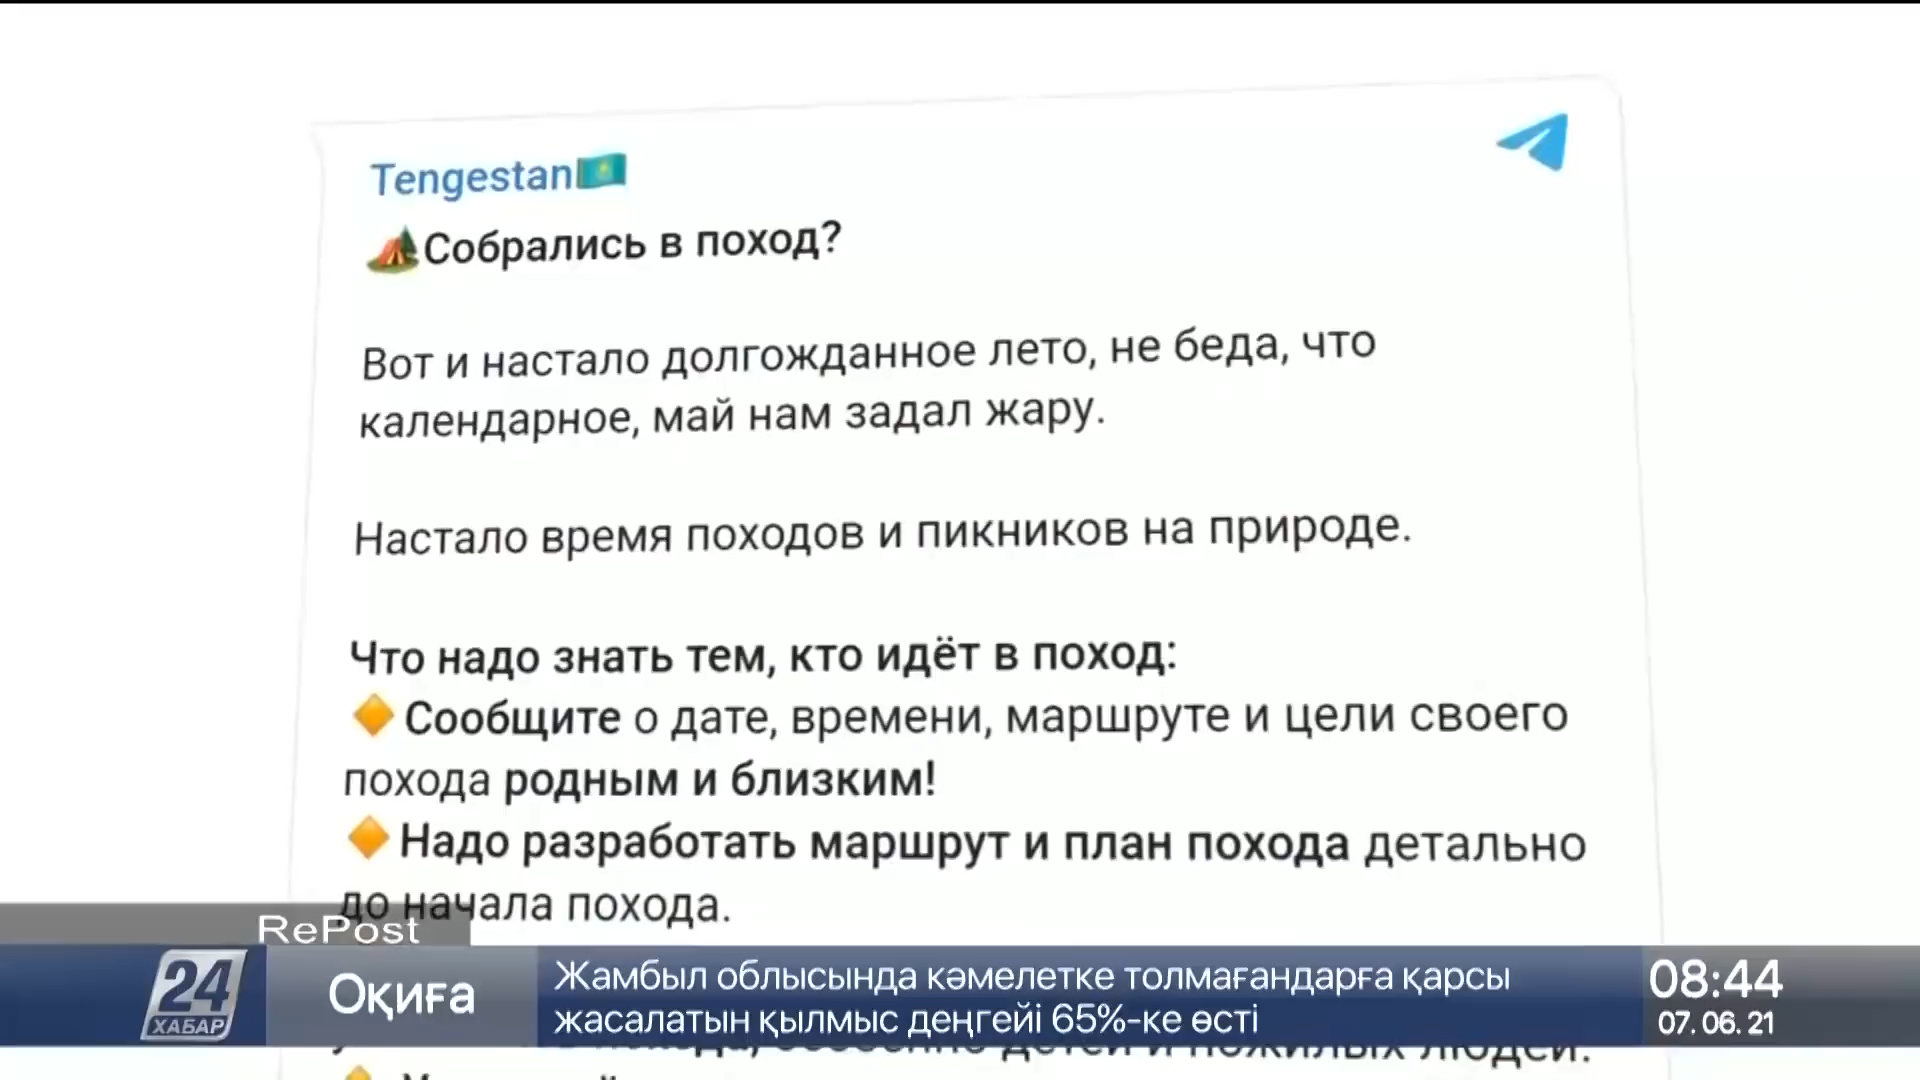 Tengestan
Собрались в поход?
Вот и настало долгожданное лето, не беда, что
календарное, май нам задал жару.
Настало время походов и пикников на природе.
Что надо знать тем, кто идёт в поход:
Сообщите о дате, времени, маршруте и цели своего
похода родным и близким!
Надо разработать маршрут и план похода детально
до начала похода.
RePost
24
ХАБАР
Оқиға
Жамбыл облысында кәмелетке толмағандарға қарсы
жасалатын қылмыс деңгейі 65%-ке өсті
08:44
07. 06. 21
детей и пожилых людей.